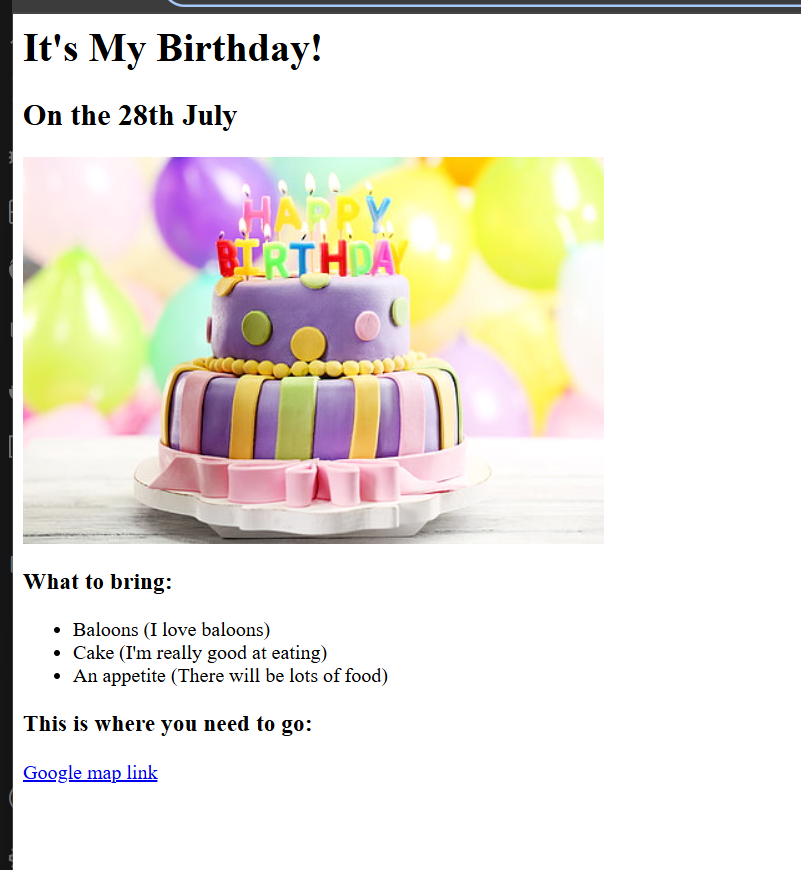 It's My Birthday!
On the 28th July
HAPPY
BIRTHDAY
What to bring:
Baloons (I love baloons)
Cake (I'm really good at eating)
An appetite (There will be lots of food)
This is where you need to go:
Google map link